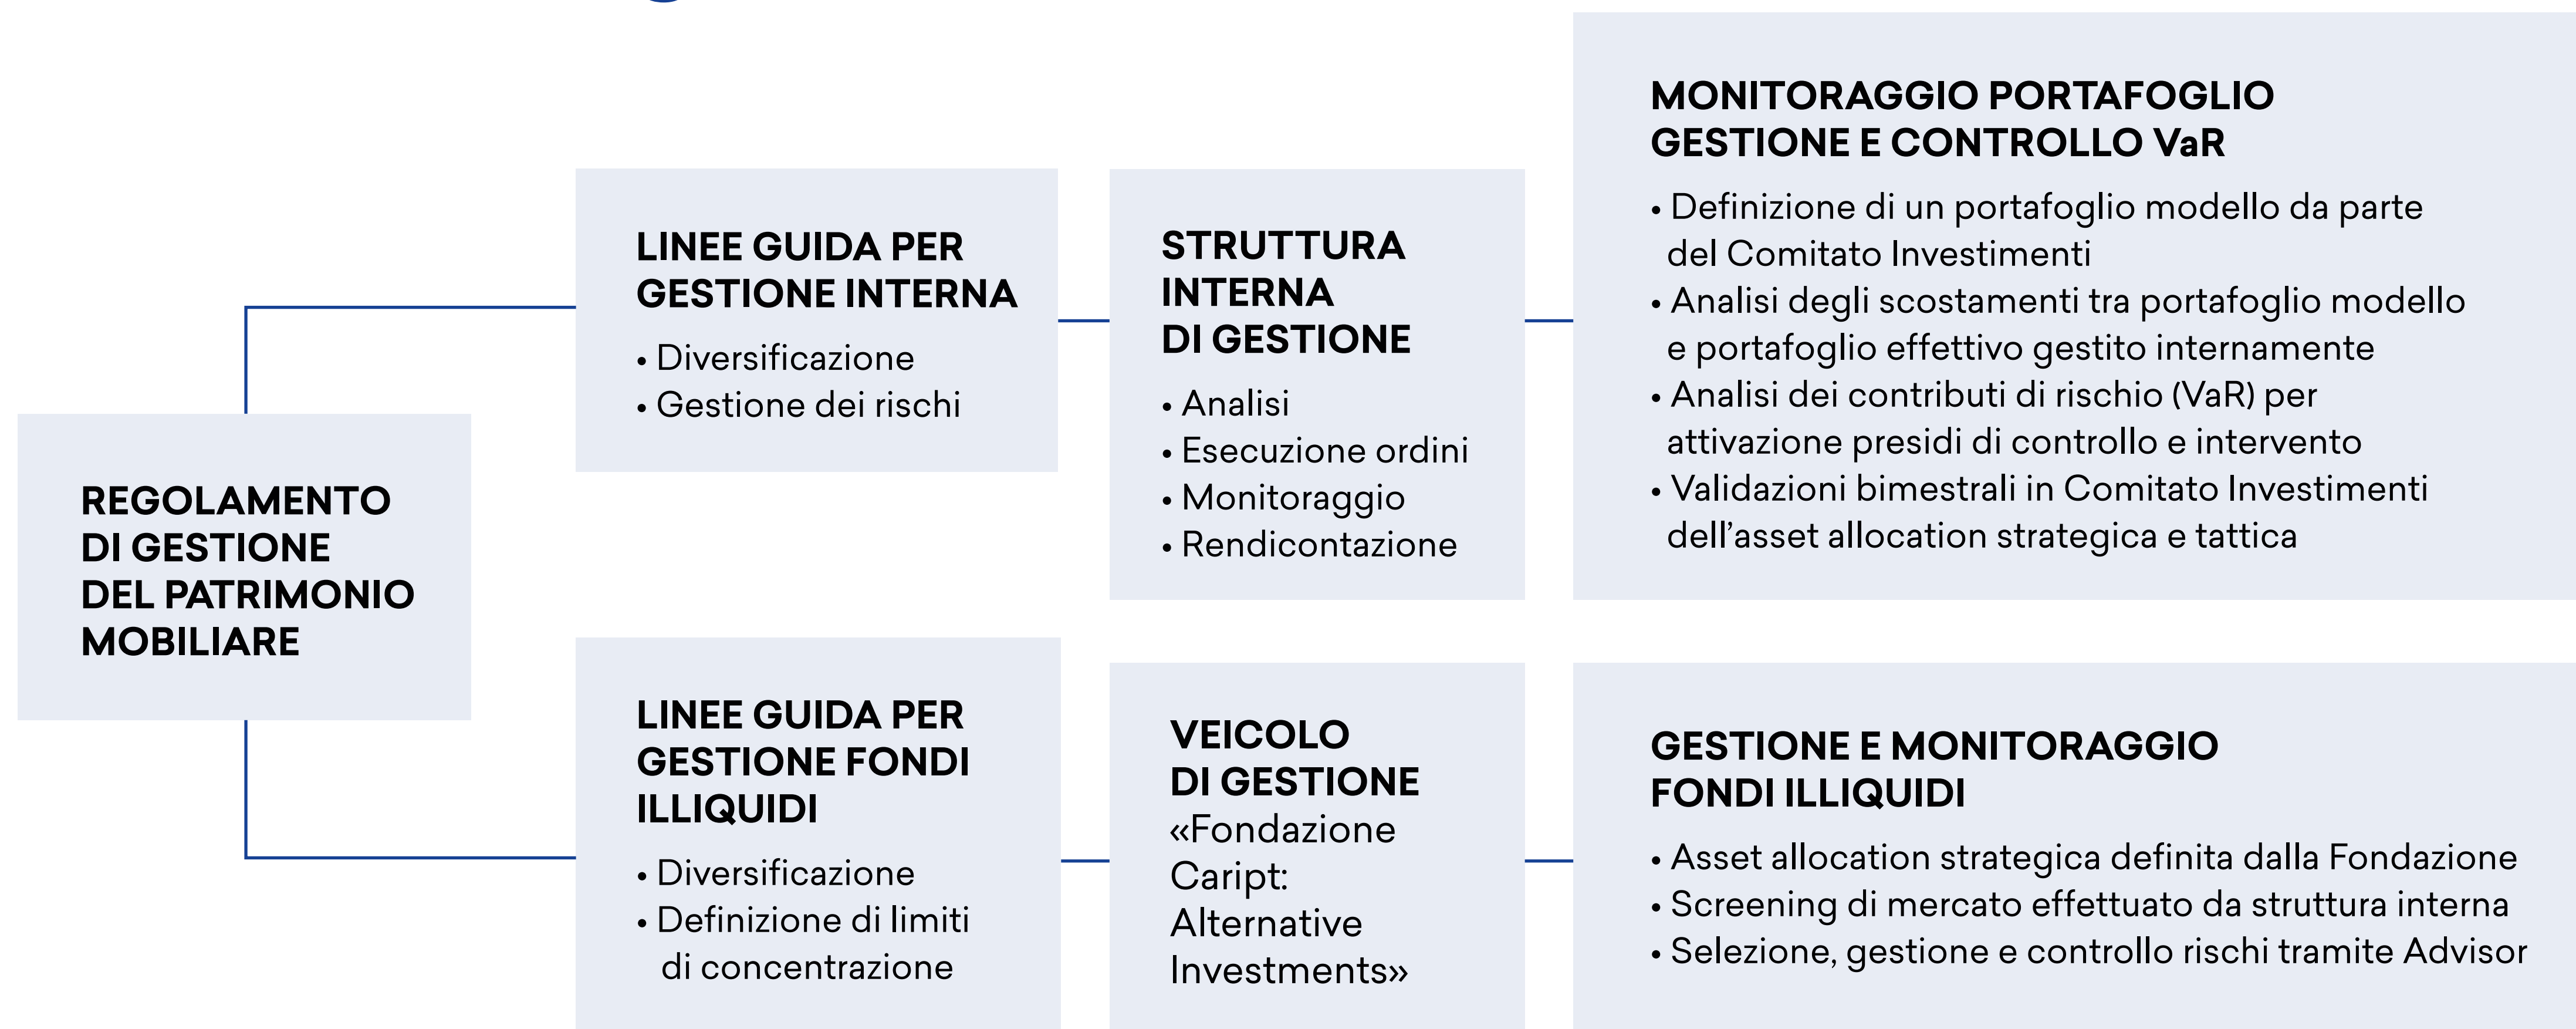 REGOLAMENTO
DI GESTIONE
DEL PATRIMONIO
MOBILIARE
LINEE GUIDA PER
GESTIONE INTERNA
• Diversificazione
• Gestione dei rischi
STRUTTURA
INTERNA
DI GESTIONE
• Analisi
• Esecuzione ordini
• Monitoraggio
• Rendicontazione
MONITORAGGIO PORTAFOGLIO
GESTIONE E CONTROLLO VaR
• Definizione di un portafoglio modello da parte
del Comitato Investimenti
• Analisi degli scostamenti tra portafoglio modello
e portafoglio effettivo gestito internamente
• Analisi dei contributi di rischio (VaR) per
attivazione presidi di controllo e intervento
• Validazioni bimestrali in Comitato Investimenti
dell’asset allocation strategica e tattica
LINEE GUIDA PER
GESTIONE FONDI
ILLIQUIDI
• Diversificazione
• Definizione di limiti
di concentrazione
VEICOLO
DI GESTIONE
«Fondazione
Caript:
Alternative
Investments»
GESTIONE E MONITORAGGIO
FONDI ILLIQUIDI
• Asset allocation strategica definita dalla Fondazione
• Screening di mercato effettuato da struttura interna
• Selezione, gestione e controllo rischi tramite Advisor